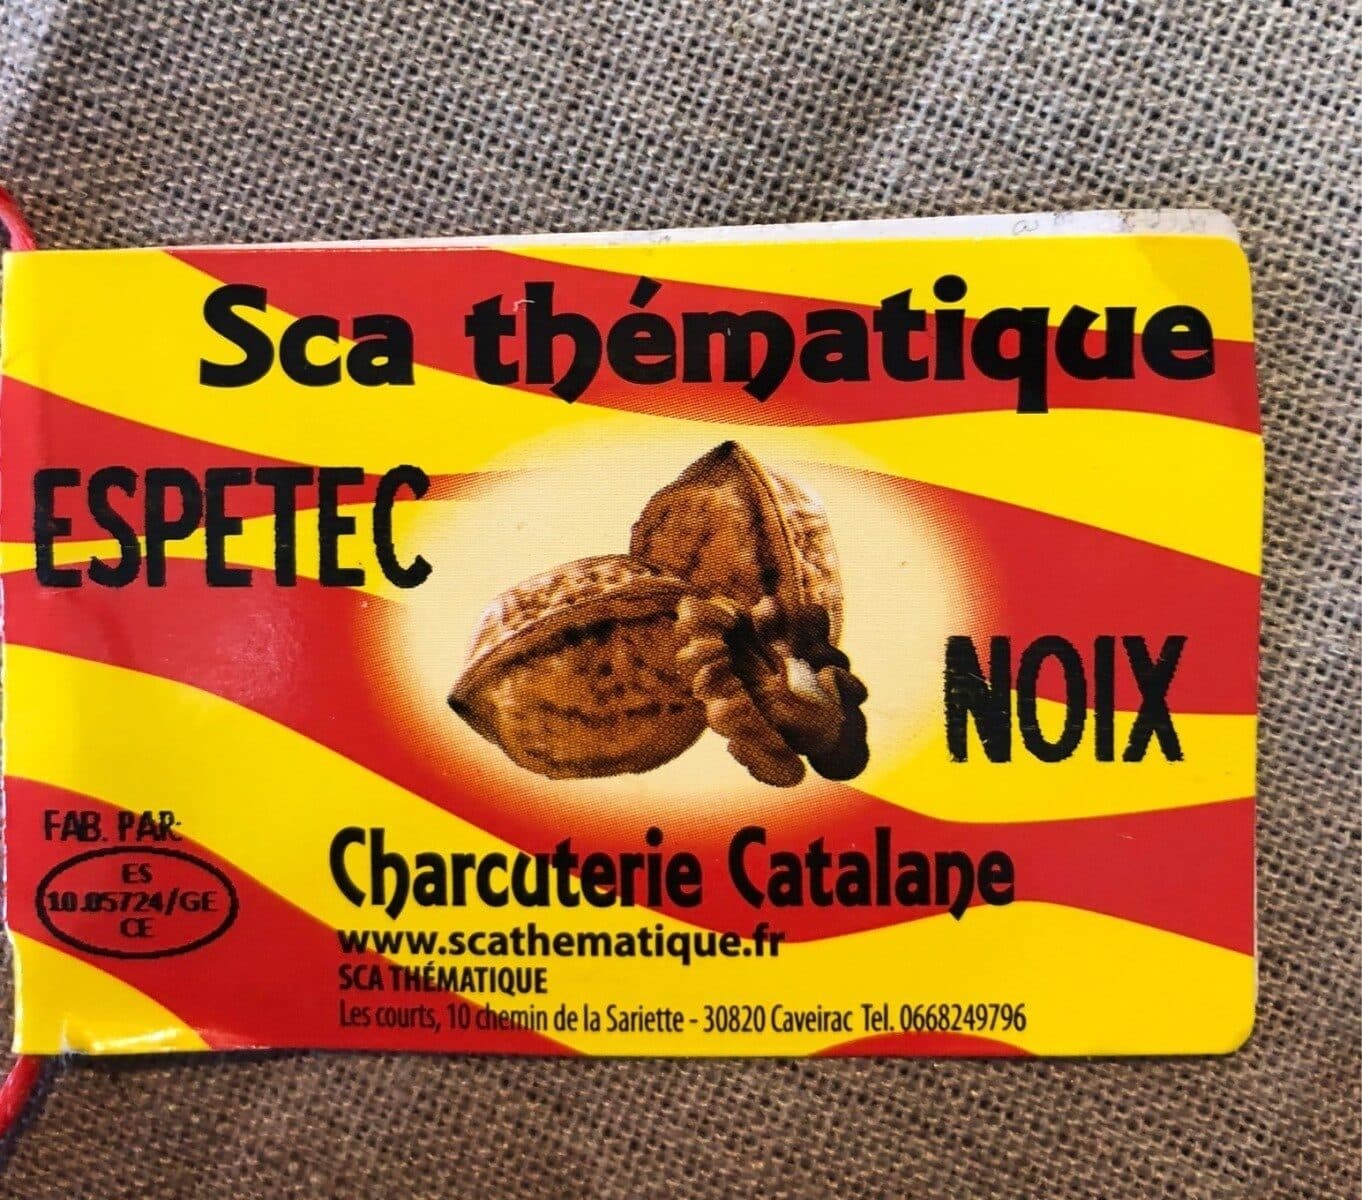 Sca thématique
ESPETEC
NOIX
FAB. PAR:
ES
10.05724/GE
CE
Charcuterie Catalane
www.scathematique.fr
SCA THÉMATIQUE
Les courts, 10 chemin de la Sariette - 30820 Caveirac Tel. 0668249796